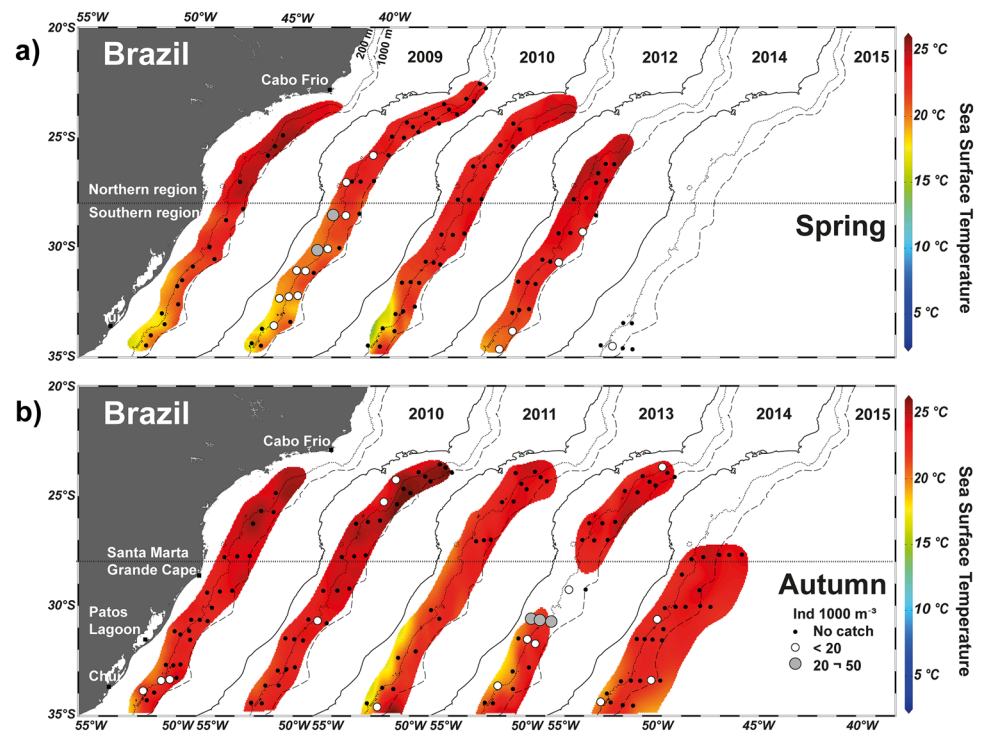 55°W 50°W 45°W 40°W
20°S
a)
Brazil
200 m
1000 m
2009 2010 2012 2014 2015
25 °C
Cabo Frio
20 °C
25°S
15 °C
Northern region
Southern region
Spring
10 °C
30°S
5 °C
35°S
Sea Surface Temperature
20°S
b)
Brazil
2010 2011 2013 2014 2015
25 °C
Cabo Frio
20 °C
25°S
15 °C
Santa Marta
Grande Cape
Autumn
10 °C
30°S
Ind 1000 m⁻³
Patos
Lagoon
No catch
< 20
20 ¬ 50
5 °C
35°S
Sea Surface Temperature
55°W 50°W 55°W 50°W 55°W 50°W 55°W 50°W 55°W 50°W 45°W 40°W